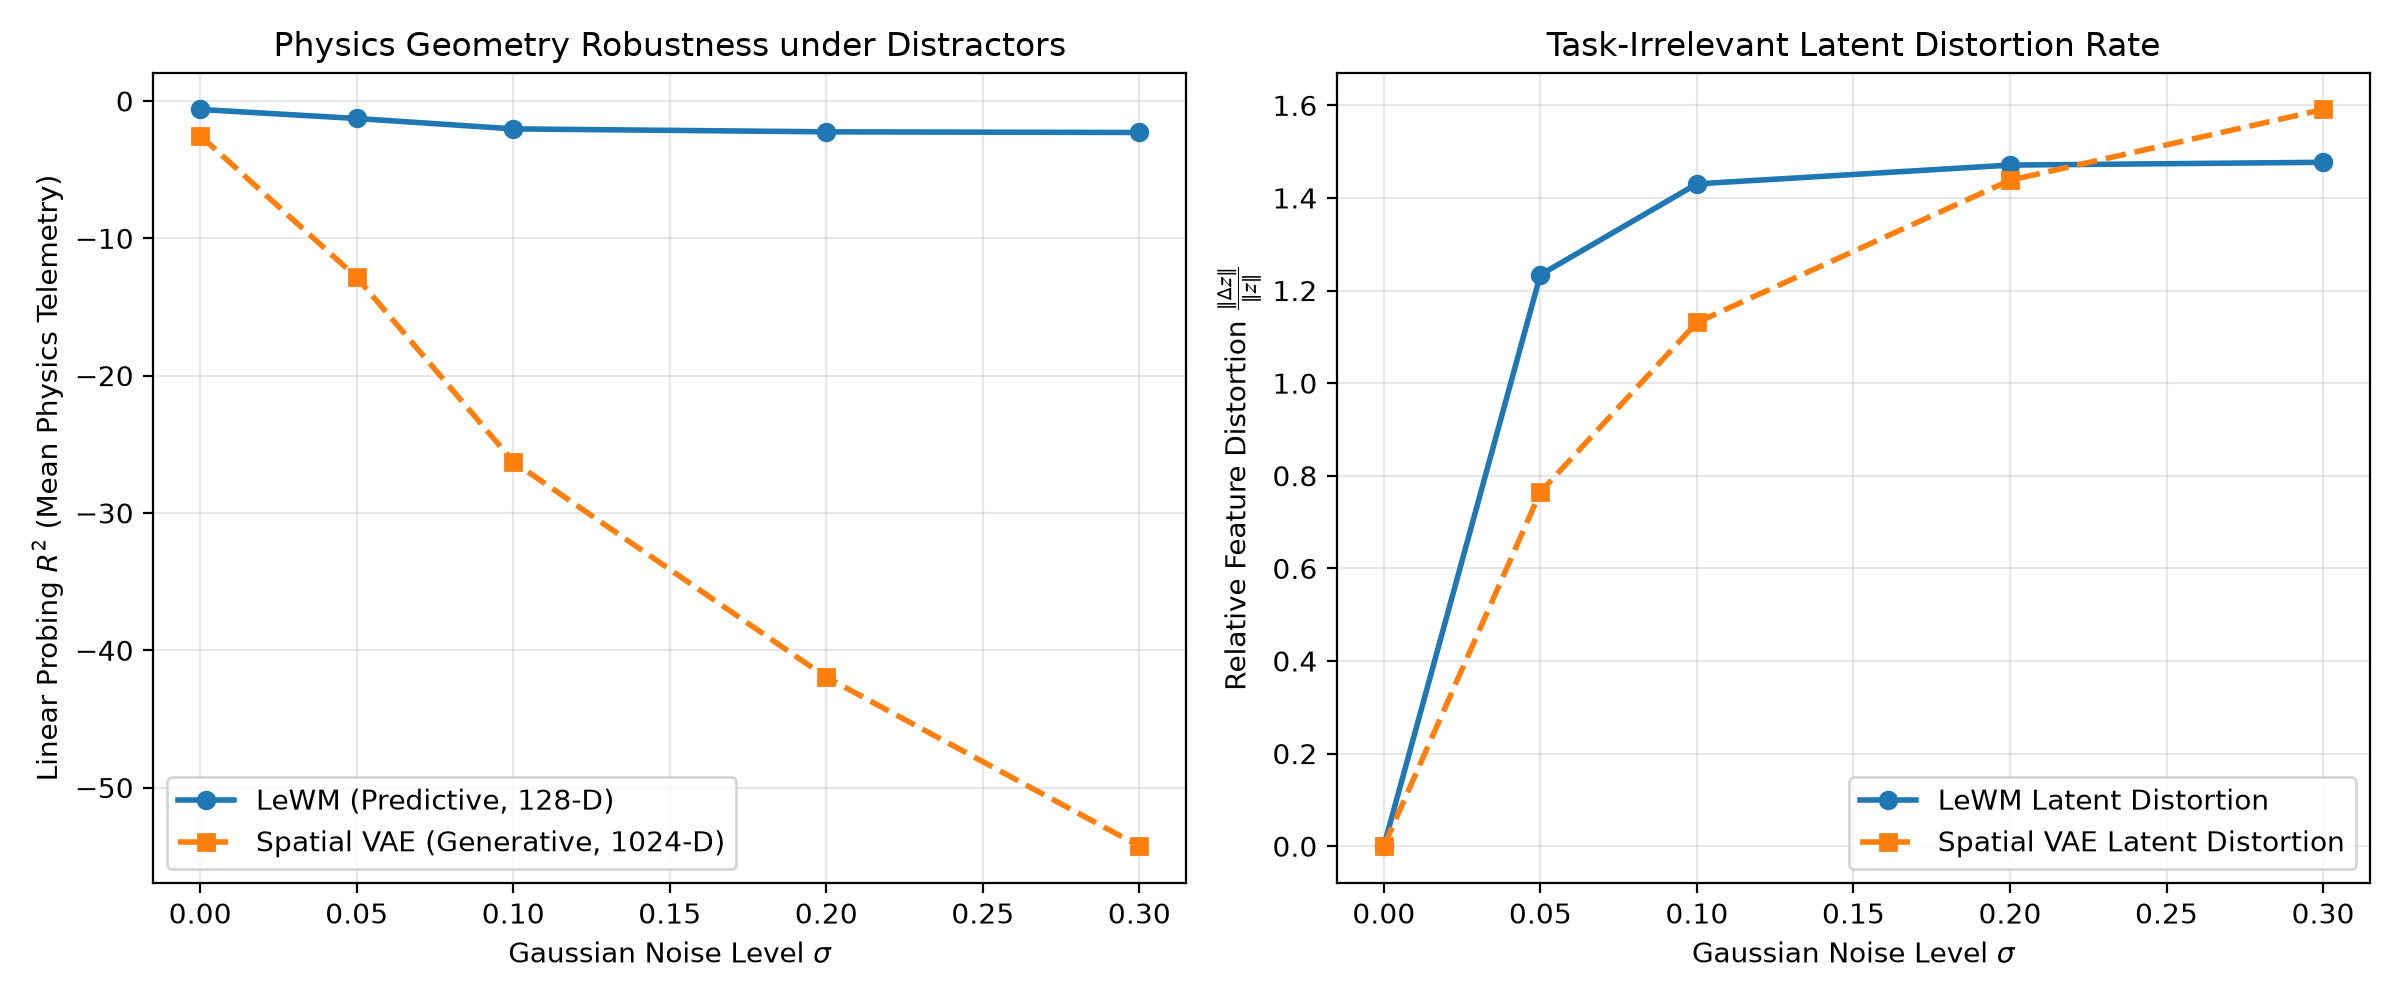 Physics Geometry Robustness under Distractors
Linear Probing R² (Mean Physics Telemetry)
0
−10
−20
−30
−40
−50
LeWM (Predictive, 128-D)
Spatial VAE (Generative, 1024-D)
0.00 0.05 0.10 0.15 0.20 0.25 0.30
Gaussian Noise Level σ
Task-Irrelevant Latent Distortion Rate
Relative Feature Distortion ‖Δz‖/‖z‖
1.6
1.4
1.2
1.0
0.8
0.6
0.4
0.2
0.0
LeWM Latent Distortion
Spatial VAE Latent Distortion
0.00 0.05 0.10 0.15 0.20 0.25 0.30
Gaussian Noise Level σ